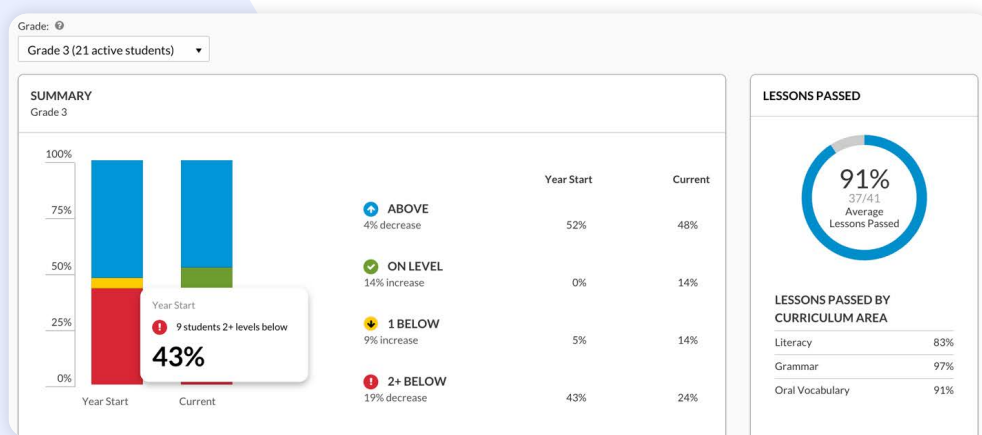 Grade:
Grade 3 (21 active students)
SUMMARY
Grade 3
100%
75%
50%
25%
0%
Year Start
Current
Year Start
9 students 2+ levels below
43%
Year Start Current
ABOVE
4% decrease 52% 48%
ON LEVEL
14% increase 0% 14%
1 BELOW
9% increase 5% 14%
2+ BELOW
19% decrease 43% 24%
LESSONS PASSED
91%
37/41
Average
Lessons Passed
LESSONS PASSED BY
CURRICULUM AREA
Literacy 83%
Grammar 97%
Oral Vocabulary 91%